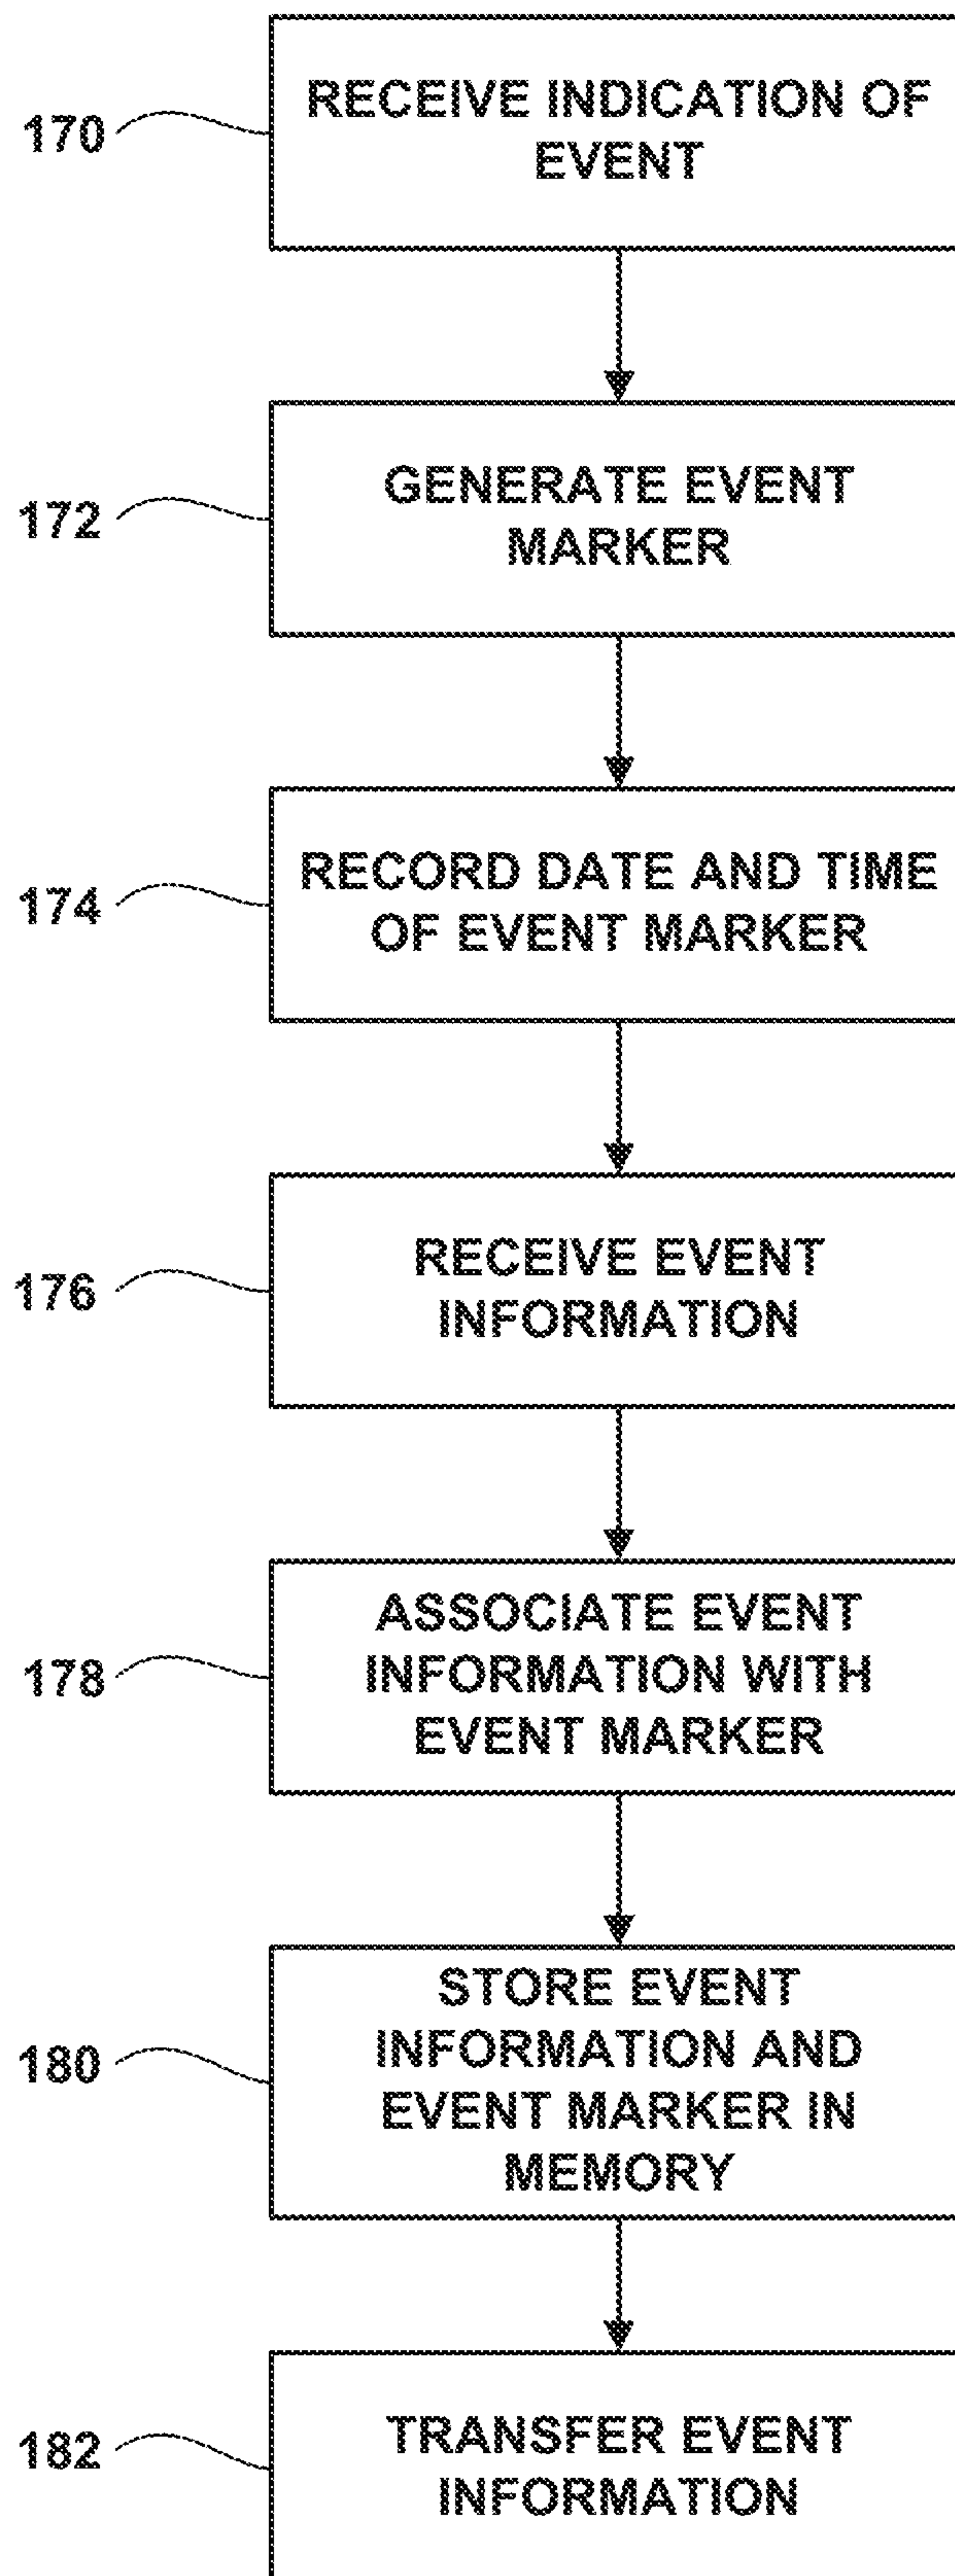 170
RECEIVE INDICATION OF
EVENT
172
GENERATE EVENT
MARKER
174
RECORD DATE AND TIME
OF EVENT MARKER
176
RECEIVE EVENT
INFORMATION
178
ASSOCIATE EVENT
INFORMATION WITH
EVENT MARKER
180
STORE EVENT
INFORMATION AND
EVENT MARKER IN
MEMORY
182
TRANSFER EVENT
INFORMATION